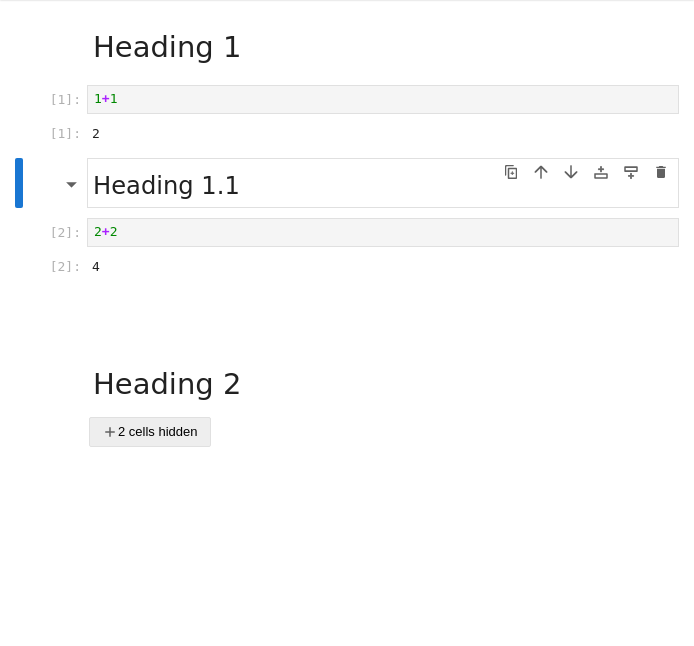 Heading 1
[1]: 1+1
[1]: 2
Heading 1.1
[2]: 2+2
[2]: 4
Heading 2
2 cells hidden